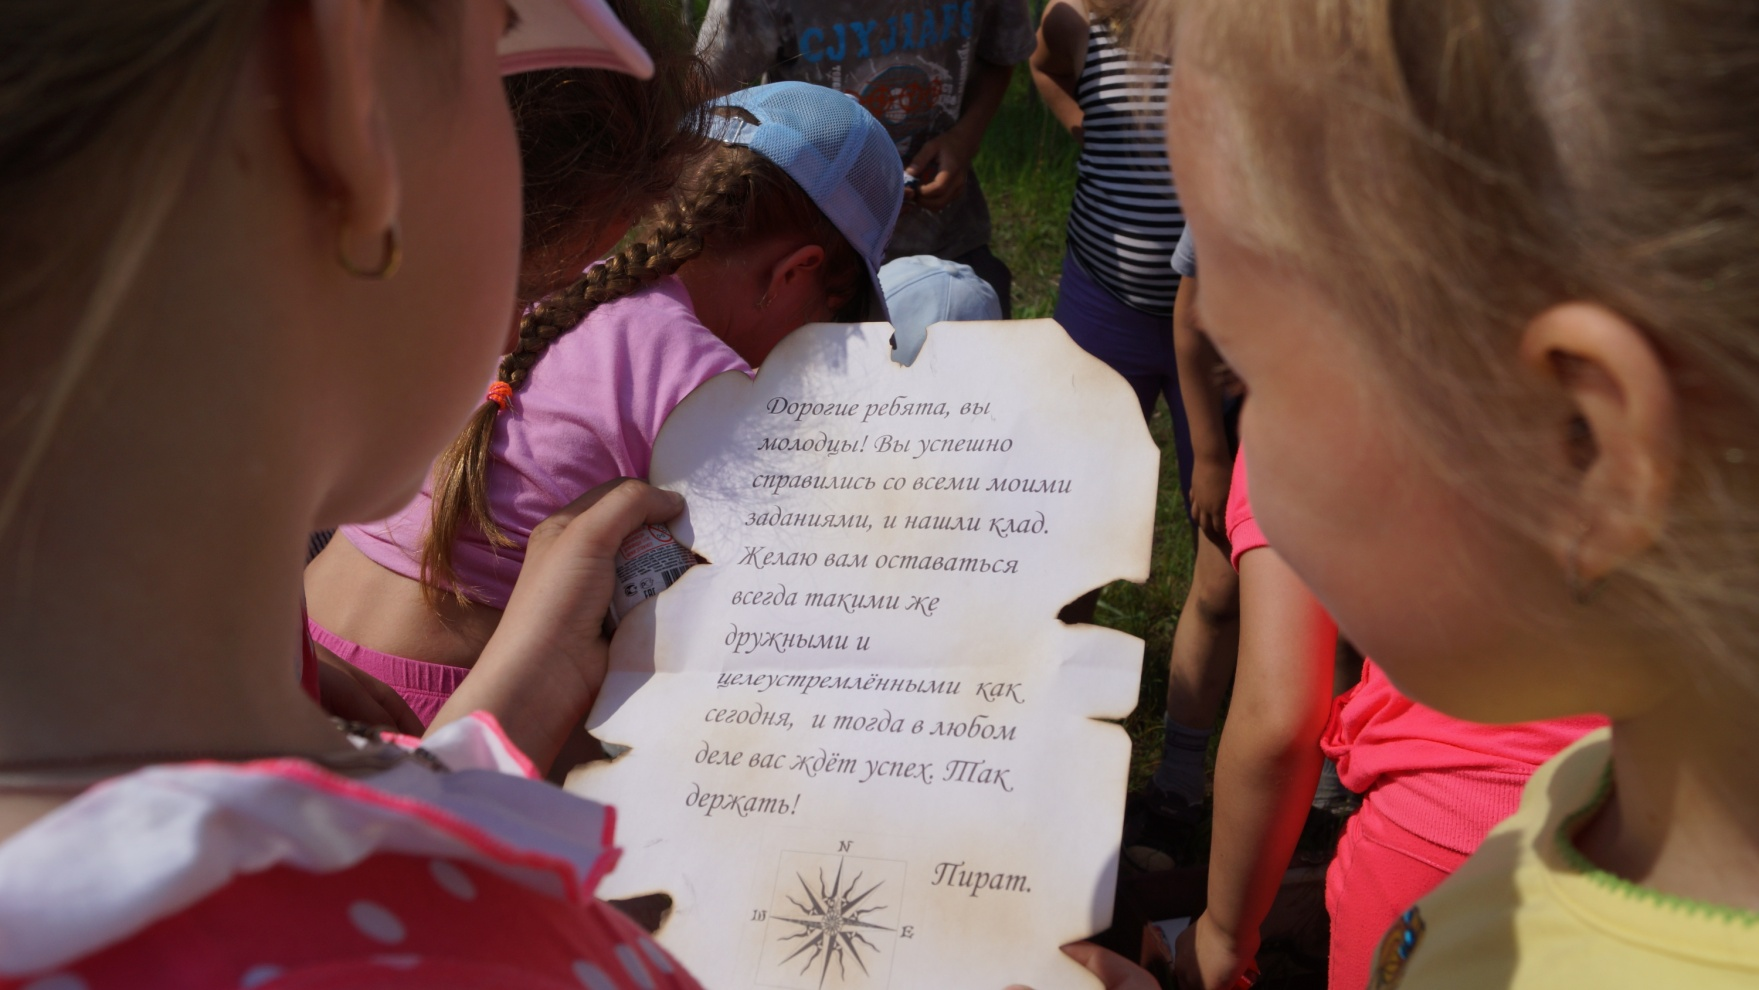 CJYJIAFS
Дорогие ребята, вы
молодцы! Вы успешно
справились со всеми моими
заданиями, и нашли клад.
Желаю вам оставаться
всегда такими же
дружными и
целеустремлёнными как
сегодня, и тогда в любом
деле вас ждёт успех. Так
держать!
N
W
E
Пират.